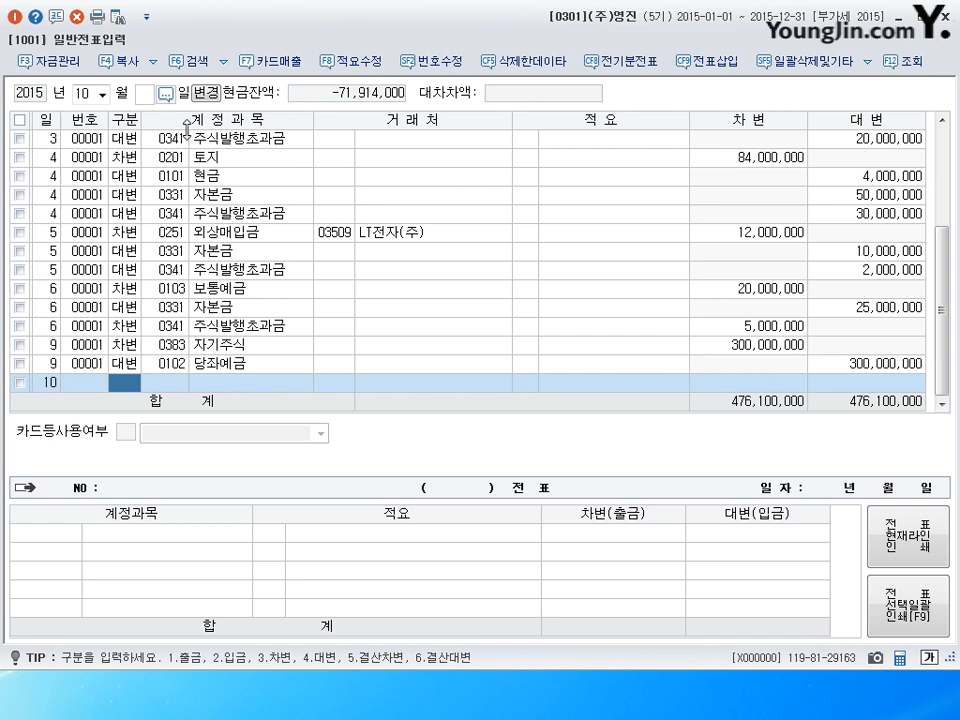 [0301](주)영진 (5기) 2015-01-01 ~ 2015-12-31 [부가세 2015]
YoungJin.com Y.
[1001] 일반전표입력
F3 자금관리 F4 복사 F6 검색 F7 카드매출 F8 적요수정 SF2 번호수정 CF5 삭제한데이타 CF8 전기분전표 CF9 전표삽입 SF5 일괄삭제및기타 F12 조회
2015 년 10 월 일 변경 현금잔액: -71,914,000 대차차액:
일 번호 구분 계 정 과 목 거 래 처 적 요 차 변 대 변
3 00001 대변 0341 주식발행초과금 20,000,000
4 00001 차변 0201 토지 84,000,000
4 00001 대변 0101 현금 4,000,000
4 00001 대변 0331 자본금 50,000,000
4 00001 대변 0341 주식발행초과금 30,000,000
5 00001 차변 0251 외상매입금 03509 LT전자(주) 12,000,000
5 00001 대변 0331 자본금 10,000,000
5 00001 대변 0341 주식발행초과금 2,000,000
6 00001 차변 0103 보통예금 20,000,000
6 00001 대변 0331 자본금 25,000,000
6 00001 차변 0341 주식발행초과금 5,000,000
9 00001 차변 0383 자기주식 300,000,000
9 00001 대변 0102 당좌예금 300,000,000
10
합 계 476,100,000 476,100,000
카드등사용여부
NO : ( ) 전 표 일 자 : 년 월 일
계정과목 적요 차변(출금) 대변(입금)
전 표
현재라인
인 쇄
전 표
선택일괄
인쇄[F9]
합 계
TIP : 구분을 입력하세요. 1.출금, 2.입금, 3.차변, 4.대변, 5.결산차변, 6.결산대변 [X000000] 119-81-29163 가